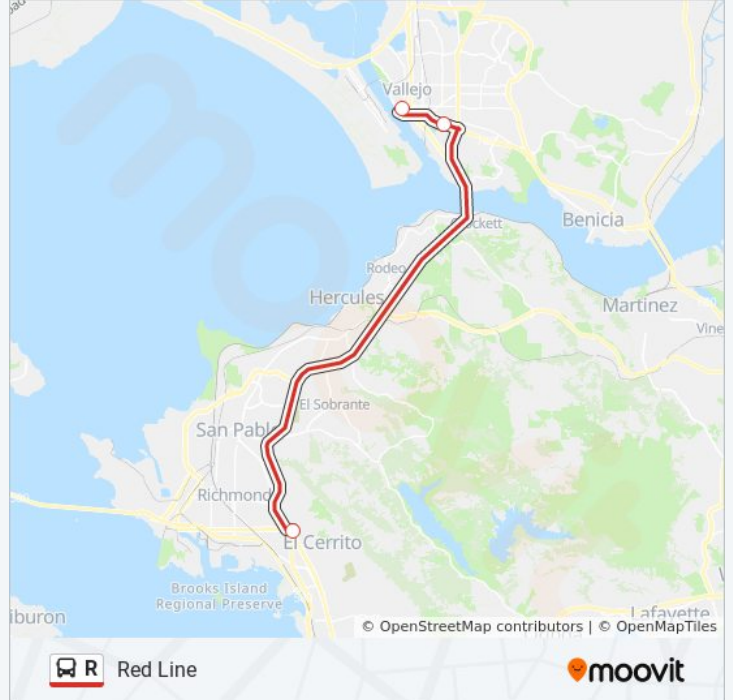 Vallejo
Crockett
Benicia
Rodeo
Hercules
Martinez
Vine
El Sobrante
San Pablo
Richmond
El Cerrito
Brooks Island
Regional Preserve
iburon
Lafayette
© OpenStreetMap contributors | © OpenMapTiles
R Red Line
moovit